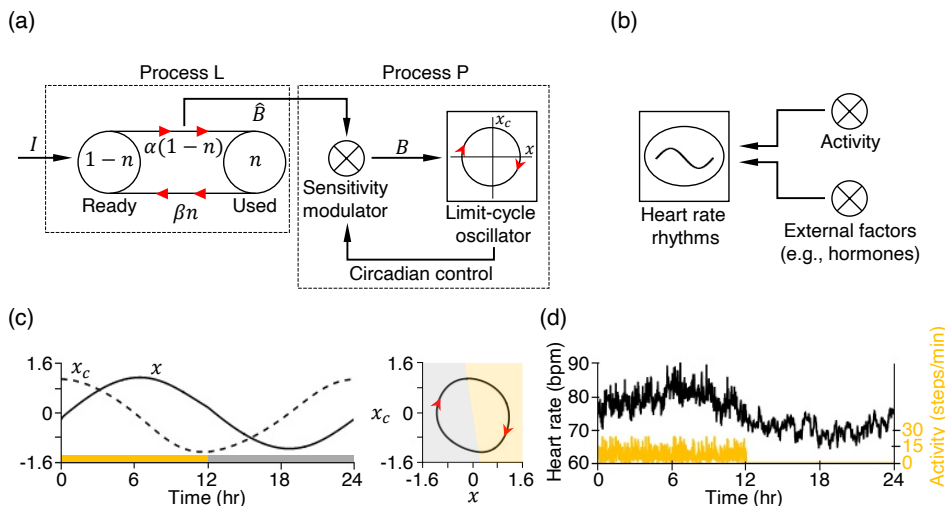 (a)
Process L
Process P
I
1 − n
α(1 − n)
n
βn
Ready
Used
B̂
Sensitivity
modulator
B
x_c
x
Limit-cycle
oscillator
Circadian control
(b)
Heart rate
rhythms
Activity
External factors
(e.g., hormones)
(c)
1.6
0
-1.6
x_c
x
0 6 12 18 24
Time (hr)
x_c
1.6
0
-1.6
-1.6 0 1.6
x
(d)
Heart rate (bpm)
90
80
70
60
0 6 12 18 24
Time (hr)
30
15
0
Activity (steps/min)